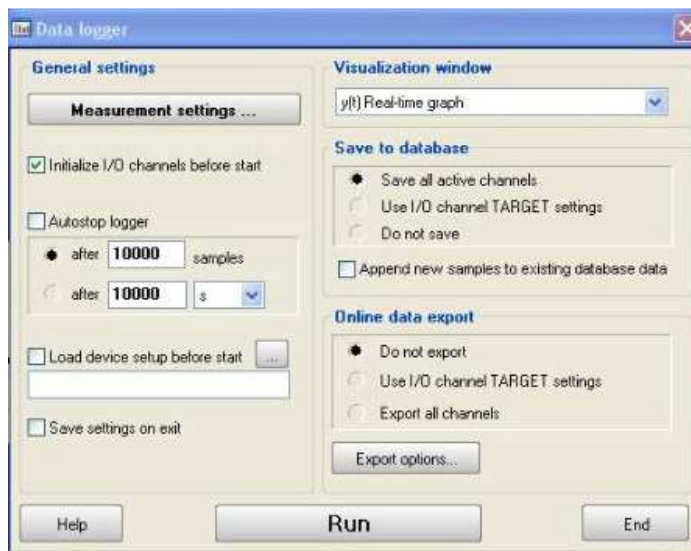 Data logger
General settings
Measurement settings ...
Initialize I/O channels before start
Autostop logger
after 10000 samples
after 10000 s
Load device setup before start ...
Save settings on exit
Visualization window
y(t) Real-time graph
Save to database
Save all active channels
Use I/O channel TARGET settings
Do not save
Append new samples to existing database data
Online data export
Do not export
Use I/O channel TARGET settings
Export all channels
Export options...
Help
Run
End